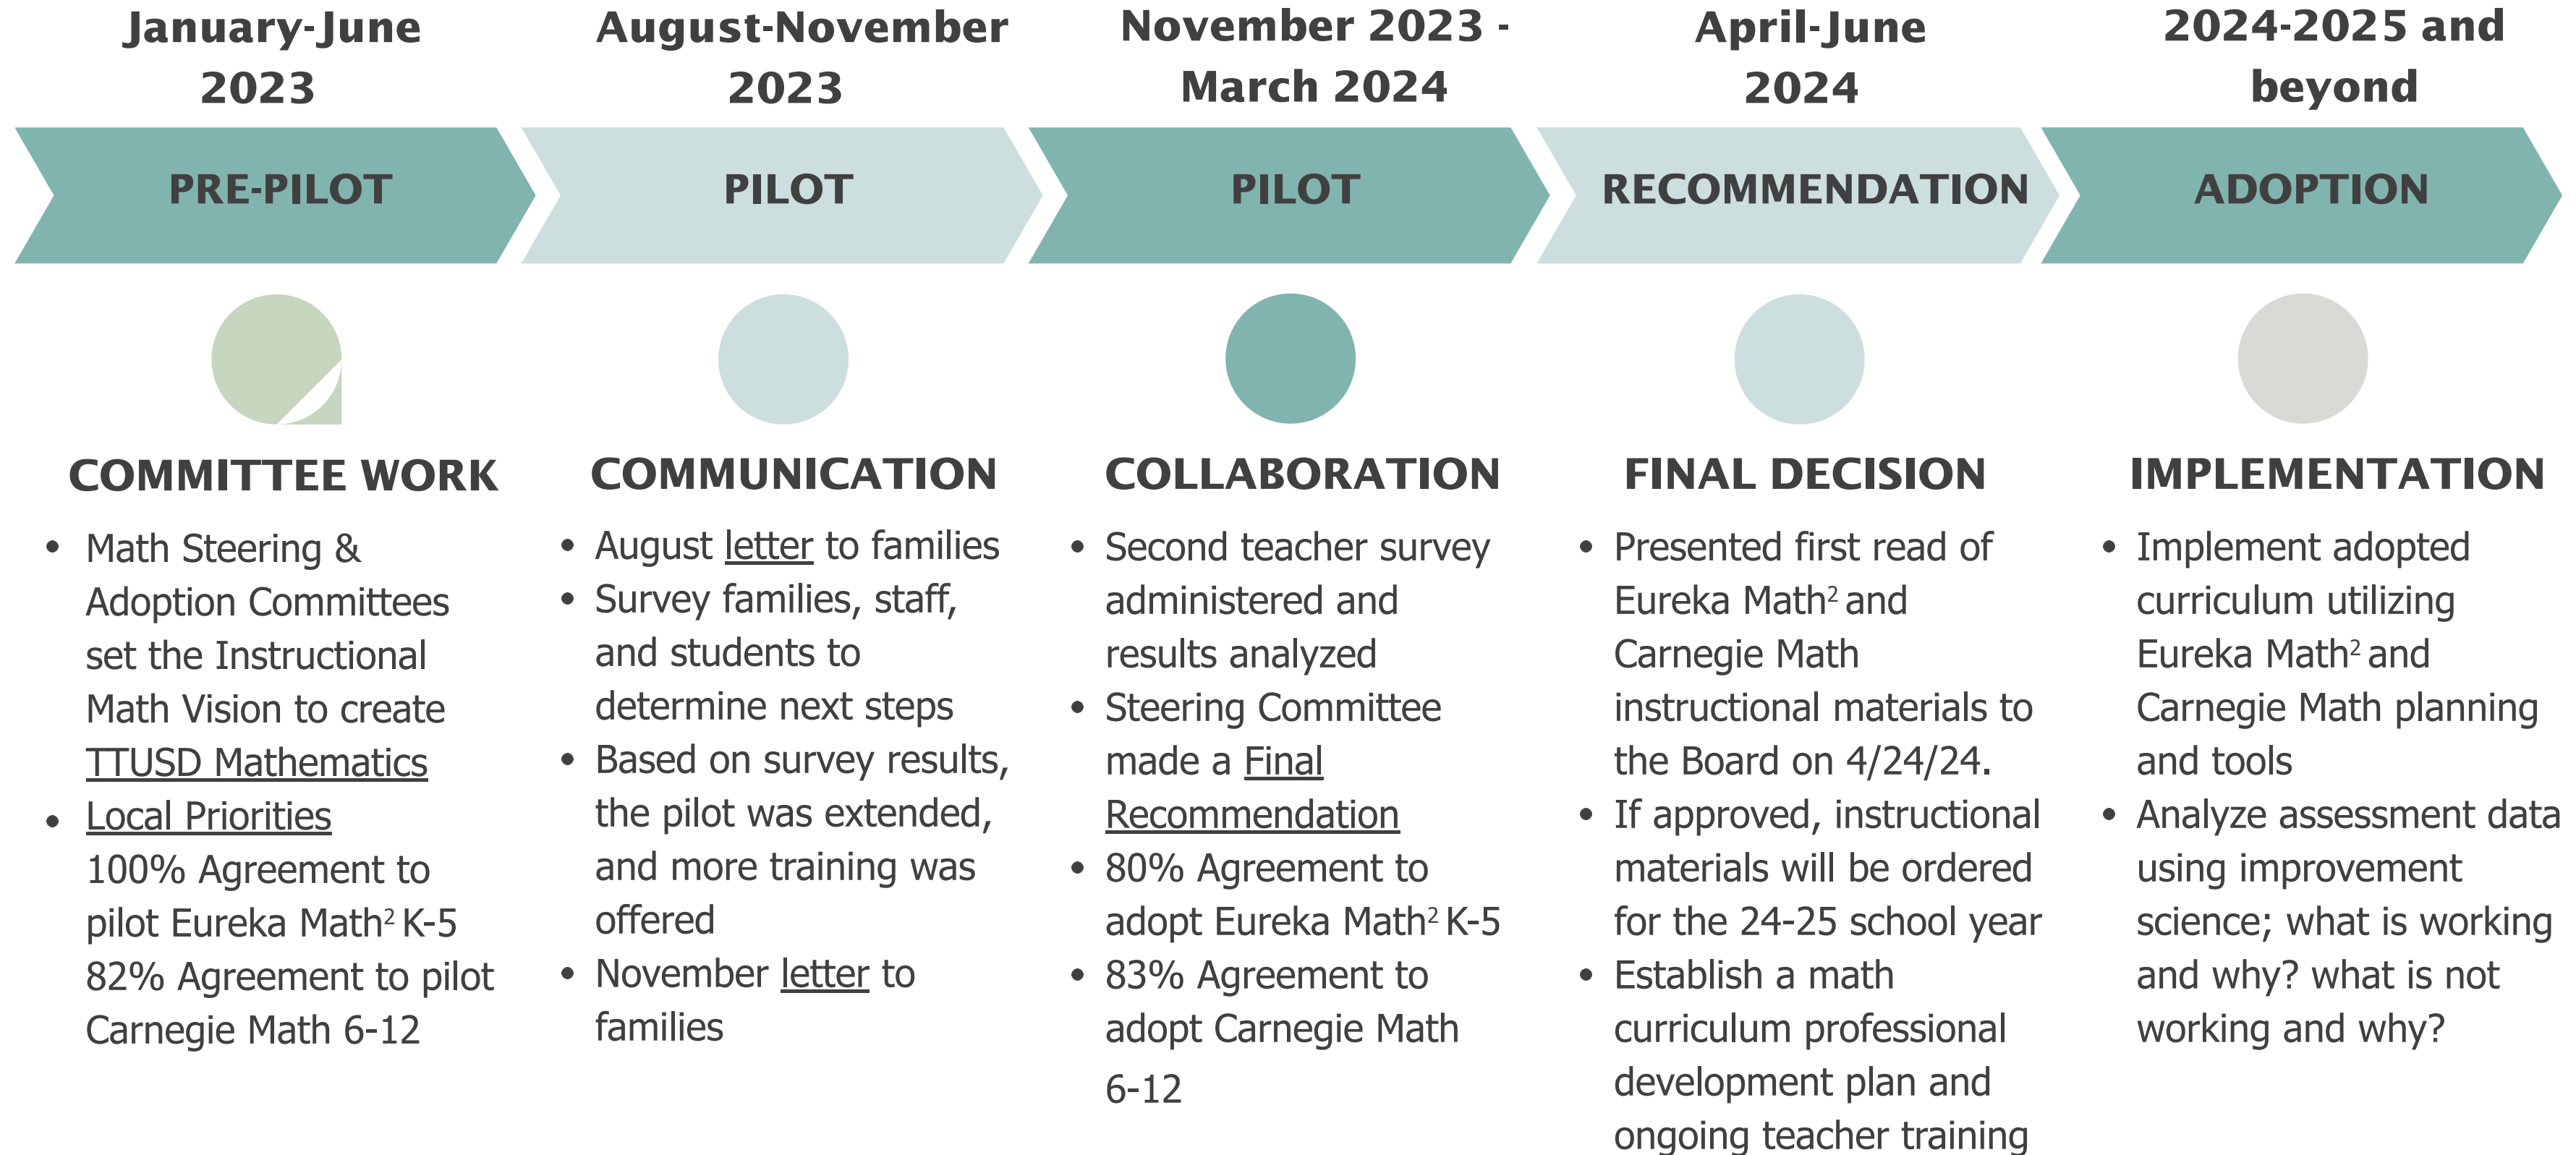 January-June
2023
August-November
2023
November 2023 -
March 2024
April-June
2024
2024-2025 and
beyond
PRE-PILOT
PILOT
PILOT
RECOMMENDATION
ADOPTION
COMMITTEE WORK
• Math Steering &
Adoption Committees
set the Instructional
Math Vision to create
TTUSD Mathematics
• Local Priorities
100% Agreement to
pilot Eureka Math² K-5
82% Agreement to pilot
Carnegie Math 6-12
COMMUNICATION
• August letter to families
• Survey families, staff,
and students to
determine next steps
• Based on survey results,
the pilot was extended,
and more training was
offered
• November letter to
families
COLLABORATION
• Second teacher survey
administered and
results analyzed
• Steering Committee
made a Final
Recommendation
• 80% Agreement to
adopt Eureka Math² K-5
• 83% Agreement to
adopt Carnegie Math
6-12
FINAL DECISION
• Presented first read of
Eureka Math² and
Carnegie Math
instructional materials to
the Board on 4/24/24.
• If approved, instructional
materials will be ordered
for the 24-25 school year
• Establish a math
curriculum professional
development plan and
ongoing teacher training
IMPLEMENTATION
• Implement adopted
curriculum utilizing
Eureka Math² and
Carnegie Math planning
and tools
• Analyze assessment data
using improvement
science; what is working
and why? what is not
working and why?